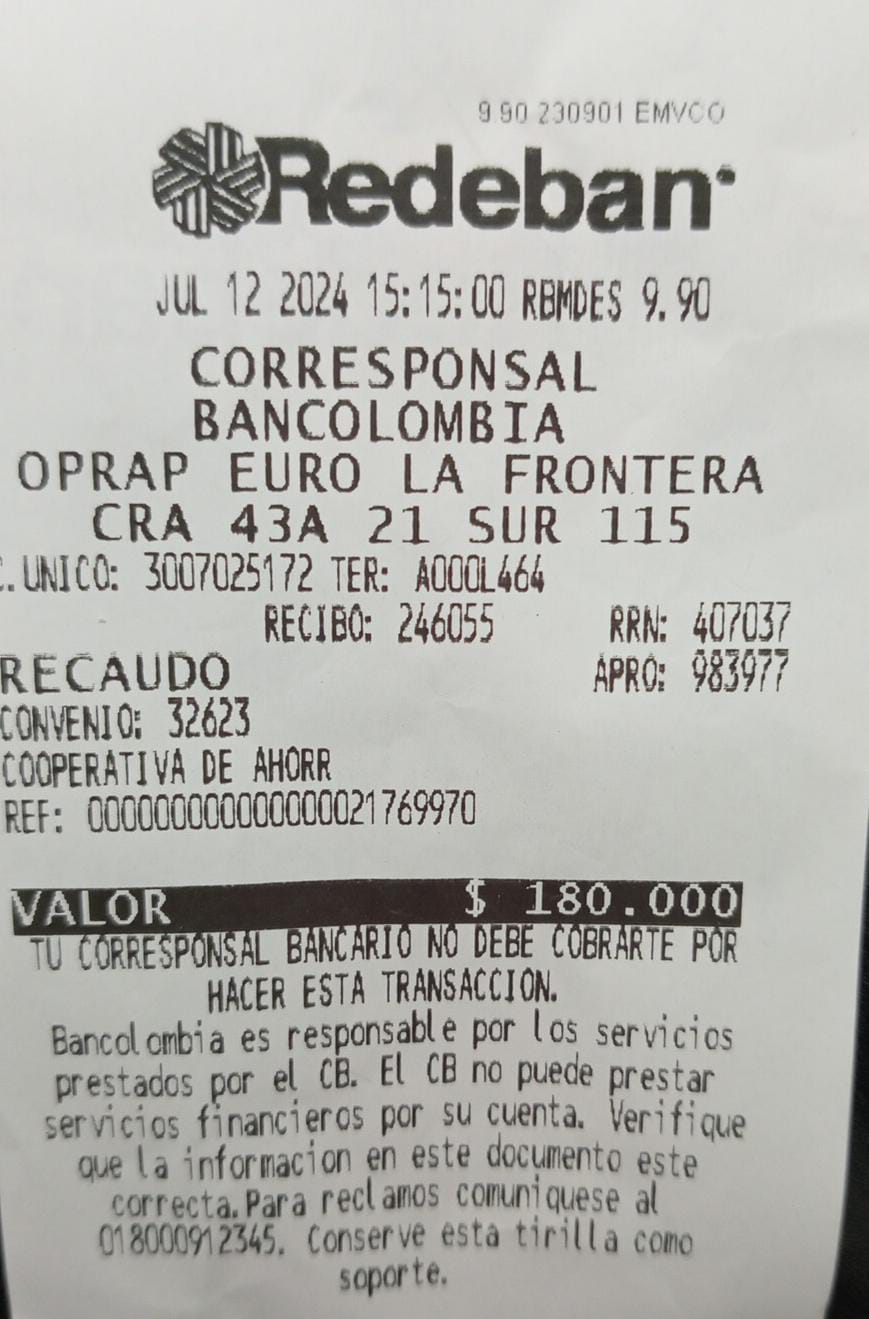 9.90 230901 EMVCO
Redeban
JUL 12 2024 15:15:00 RBMDES 9.90
CORRESPONSAL
BANCOLOMBIA
OPRAP EURO LA FRONTERA
CRA 43A 21 SUR 115
C.UNICO: 3007025172 TER: A000L464
RECIBO: 246055 RRN: 407037
RECAUDO APRO: 983977
CONVENIO: 32623
COOPERATIVA DE AHORR
REF: 0000000000000000021769970
VALOR $ 180.000
TU CORRESPONSAL BANCARIO NO DEBE COBRARTE POR
HACER ESTA TRANSACCION.
Bancolombia es responsable por los servicios
prestados por el CB. El CB no puede prestar
servicios financieros por su cuenta. Verifique
que la informacion en este documento este
correcta.Para reclamos comuniquese al
018000912345. Conserve esta tirilla como
soporte.